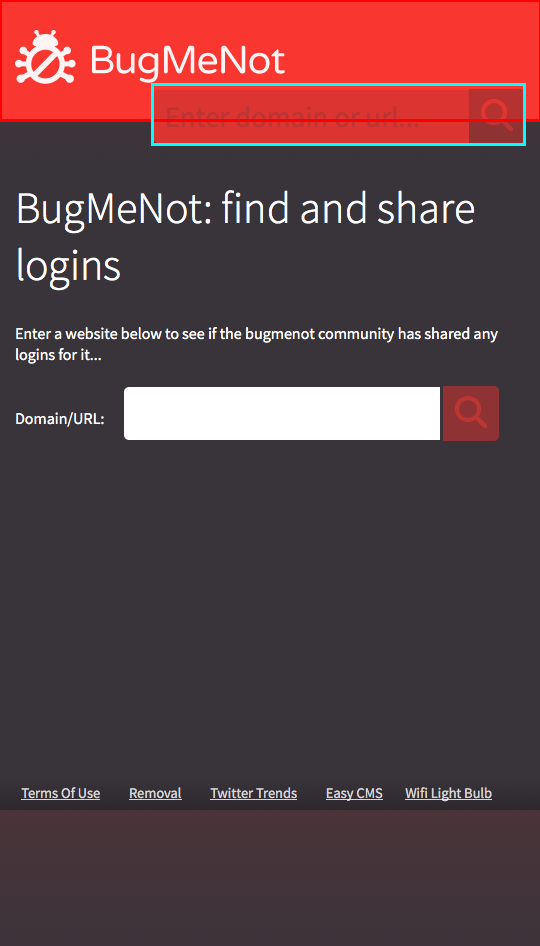 BugMeNot
Enter domain or url...
BugMeNot: find and share
logins
Enter a website below to see if the bugmenot community has shared any
logins for it...
Domain/URL:
Terms Of Use Removal Twitter Trends Easy CMS Wifi Light Bulb